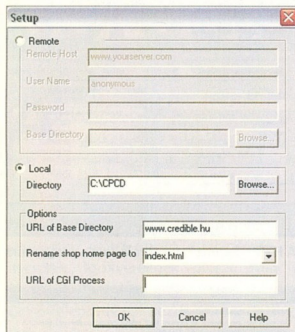 Setup
Remote
Remote Host www.yourserver.com
User Name anonymous
Password
Base Directory Browse...
Local
Directory C:\CPCD Browse...
Options
URL of Base Directory www.credible.hu
Rename shop home page to index.html
URL of CGI Process
OK Cancel Help